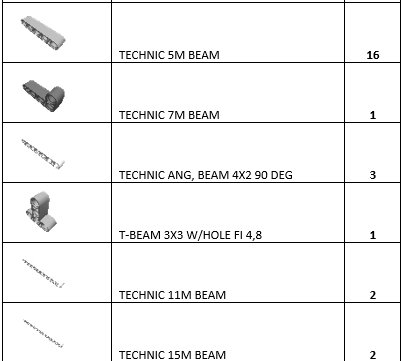 TECHNIC 5M BEAM 16
TECHNIC 7M BEAM 1
TECHNIC ANG, BEAM 4X2 90 DEG 3
T-BEAM 3X3 W/HOLE FI 4,8 1
TECHNIC 11M BEAM 2
TECHNIC 15M BEAM 2